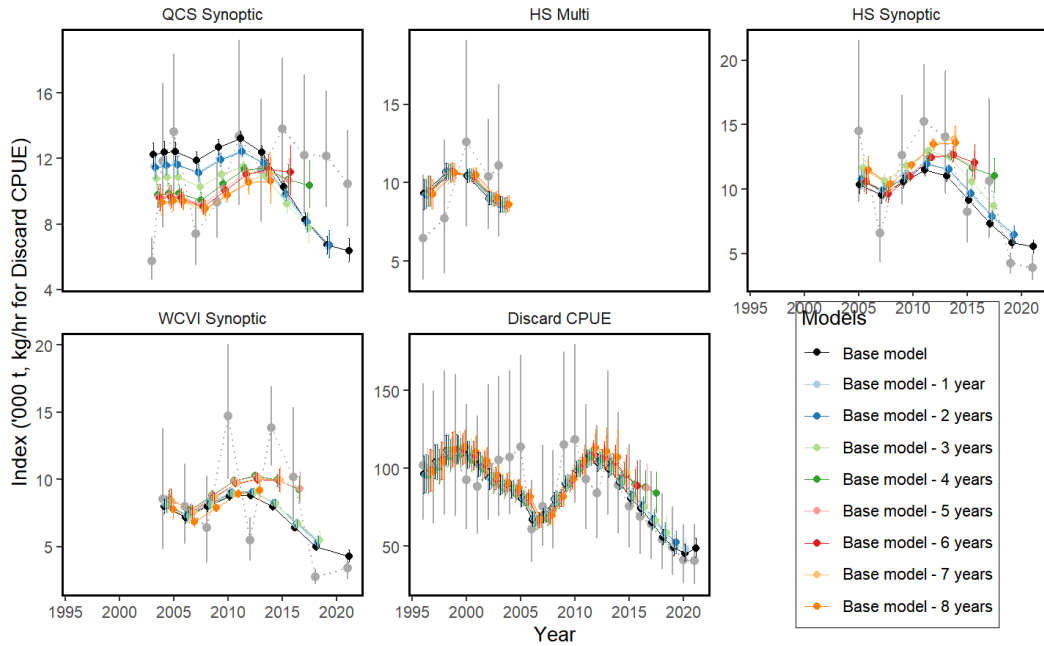 QCS Synoptic
HS Multi
HS Synoptic
16
12
8
4
15
10
5
20
15
10
5
1995 2000 2005 2010 2015 2020
WCVI Synoptic
Discard CPUE
20
15
10
5
150
100
50
1995 2000 2005 2010 2015 2020
1995 2000 2005 2010 2015 2020
Index ('000 t, kg/hr for Discard CPUE)
Year
Models
Base model
Base model - 1 year
Base model - 2 years
Base model - 3 years
Base model - 4 years
Base model - 5 years
Base model - 6 years
Base model - 7 years
Base model - 8 years